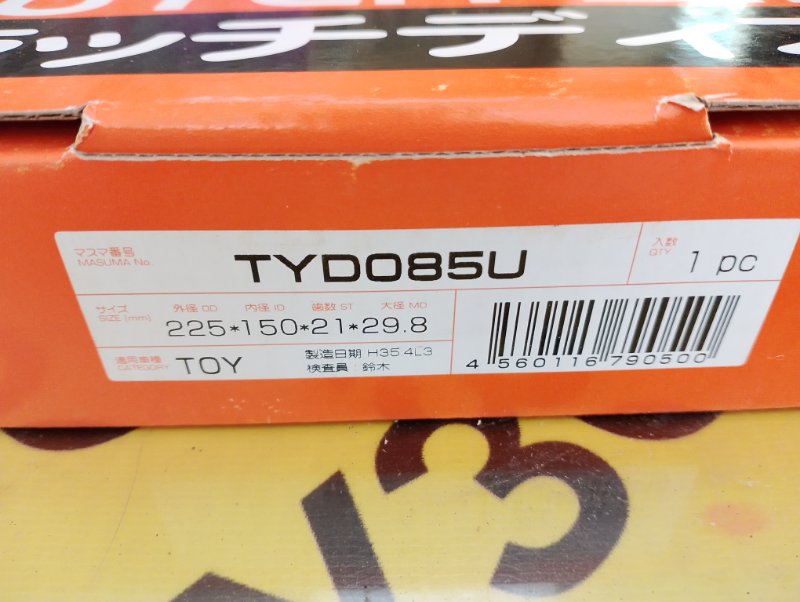 ッチディス
マスマ番号
MASUMA No.
TYD085U
入数
QTY
1 pc
サイズ
SIZE (mm)
外径 OD 内径 ID 歯数 ST 大径 MD
225*150*21*29.8
適用車種
CATEGORY
TOY
製造日期 H35.4L3
検査員:鈴木
4 560116 790500